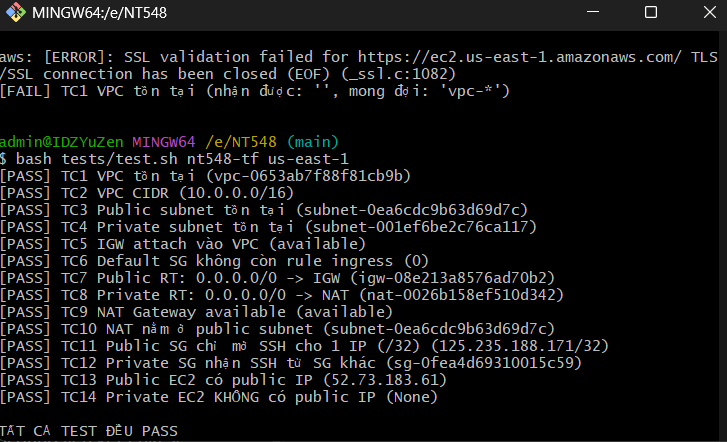 MINGW64:/e/NT548
aws: [ERROR]: SSL validation failed for https://ec2.us-east-1.amazonaws.com/ TLS
/SSL connection has been closed (EOF) (_ssl.c:1082)
[FAIL] TC1 VPC tồn tại (nhận được: '', mong đợi: 'vpc-*')
admin@IDZYuZen MINGW64 /e/NT548 (main)
$ bash tests/test.sh nt548-tf us-east-1
[PASS] TC1 VPC tồn tại (vpc-0653ab7f88f81cb9b)
[PASS] TC2 VPC CIDR (10.0.0.0/16)
[PASS] TC3 Public subnet tồn tại (subnet-0ea6cdc9b63d69d7c)
[PASS] TC4 Private subnet tồn tại (subnet-001ef6be2c76ca117)
[PASS] TC5 IGW attach vào VPC (available)
[PASS] TC6 Default SG không còn rule ingress (0)
[PASS] TC7 Public RT: 0.0.0.0/0 -> IGW (igw-08e213a8576ad70b2)
[PASS] TC8 Private RT: 0.0.0.0/0 -> NAT (nat-0026b158ef510d342)
[PASS] TC9 NAT Gateway available (available)
[PASS] TC10 NAT nằm ở public subnet (subnet-0ea6cdc9b63d69d7c)
[PASS] TC11 Public SG chỉ mở SSH cho 1 IP (/32) (125.235.188.171/32)
[PASS] TC12 Private SG nhận SSH từ SG khác (sg-0fea4d69310015c59)
[PASS] TC13 Public EC2 có public IP (52.73.183.61)
[PASS] TC14 Private EC2 KHÔNG có public IP (None)
TẤT CẢ TEST ĐỀU PASS